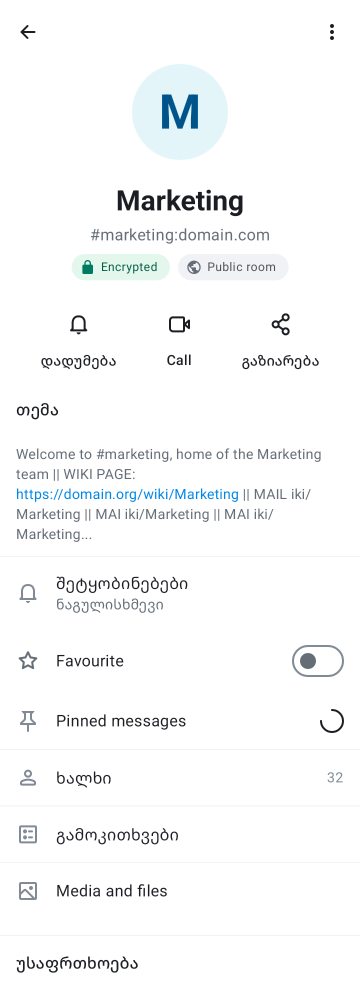 M
Marketing
#marketing:domain.com
Encrypted
Public room
დადუმება
Call
გაზიარება
თემა
Welcome to #marketing, home of the Marketing
team || WIKI PAGE:
https://domain.org/wiki/Marketing || MAIL iki/
Marketing || MAI iki/Marketing || MAI iki/
Marketing...
შეტყობინებები
ნაგულისხმევი
Favourite
Pinned messages
ხალხი 32
გამოკითხვები
Media and files
უსაფრთხოება